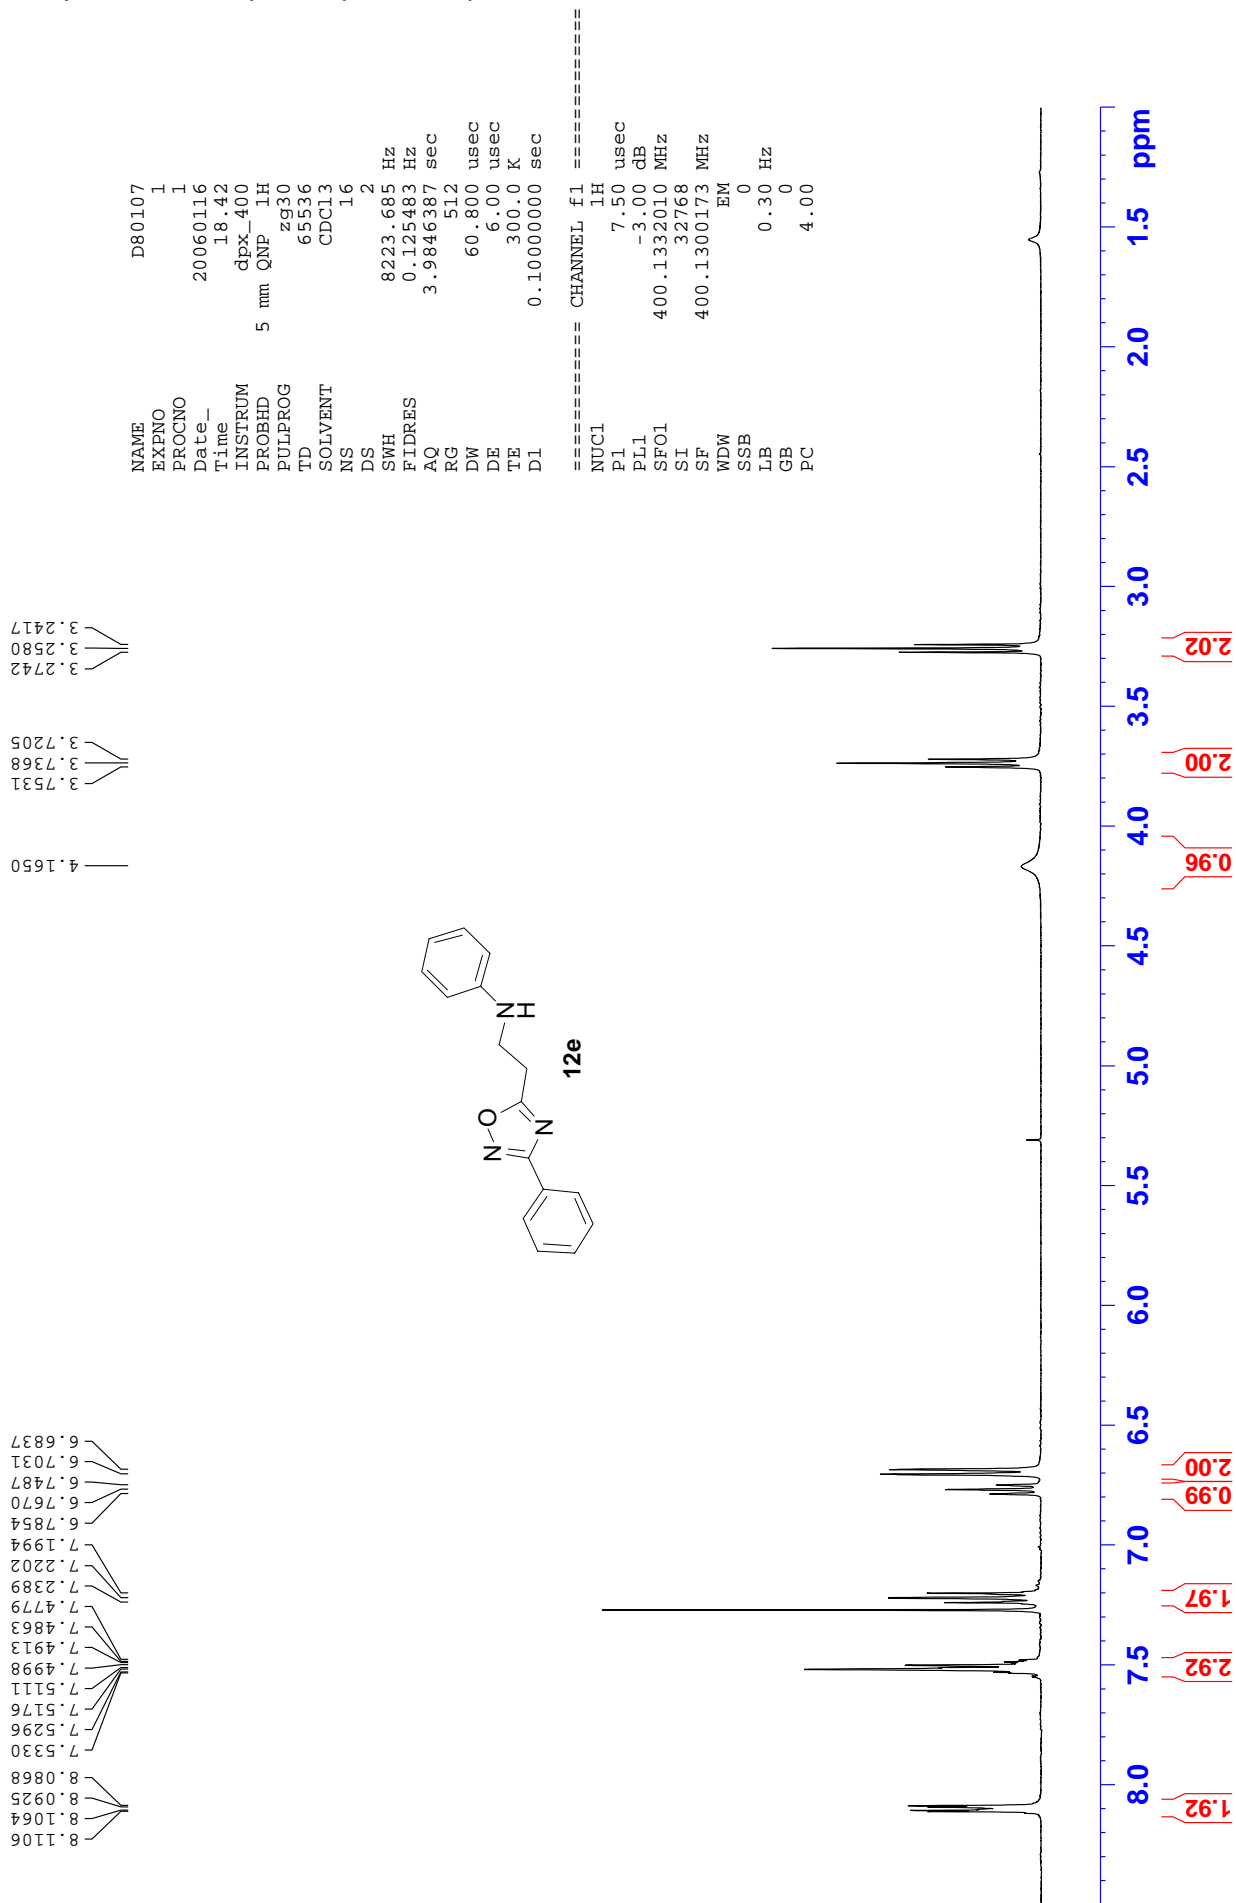 NAME D80107
EXPNO 1
PROCNO 1
Date_ 20060116
Time 18.42
INSTRUM dpx_400
PROBHD 5 mm QNP 1H
PULPROG zg30
TD 65536
SOLVENT CDCl3
NS 16
DS 2
SWH 8223.685 Hz
FIDRES 0.125483 Hz
AQ 3.9846387 sec
RG 512
DW 60.800 usec
DE 6.00 usec
TE 300.0 K
D1 0.10000000 sec
======== CHANNEL f1 ========
NUC1 1H
P1 7.50 usec
PL1 -3.00 dB
SFO1 400.1332010 MHz
SI 32768
SF 400.1300173 MHz
WDW EM
SSB 0
LB 0.30 Hz
GB 0
PC 4.00
8.1106
8.1064
8.0925
8.0868
7.5330
7.5296
7.5176
7.5111
7.4998
7.4913
7.4863
7.4779
7.2389
7.2202
7.1994
6.7854
6.7670
6.7487
6.7031
6.6837
4.1650
3.7531
3.7368
3.7205
3.2742
3.2580
3.2417
N
O
N
N
H
12e
8.0 7.5 7.0 6.5 6.0 5.5 5.0 4.5 4.0 3.5 3.0 2.5 2.0 1.5 ppm
1.92 2.92 1.97 0.99 2.00 0.96 2.00 2.02